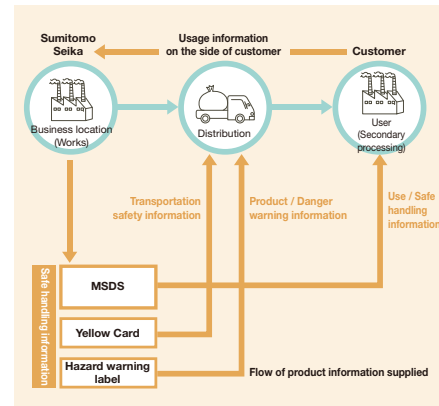 Sumitomo
Seika
Usage information
on the side of customer
Customer
Business location
(Works)
Distribution
User
(Secondary
processing)
Transportation
safety information
Product / Danger
warning information
Use / Safe
handling
information
Safe handling information
MSDS
Yellow Card
Hazard warning
label
Flow of product information supplied